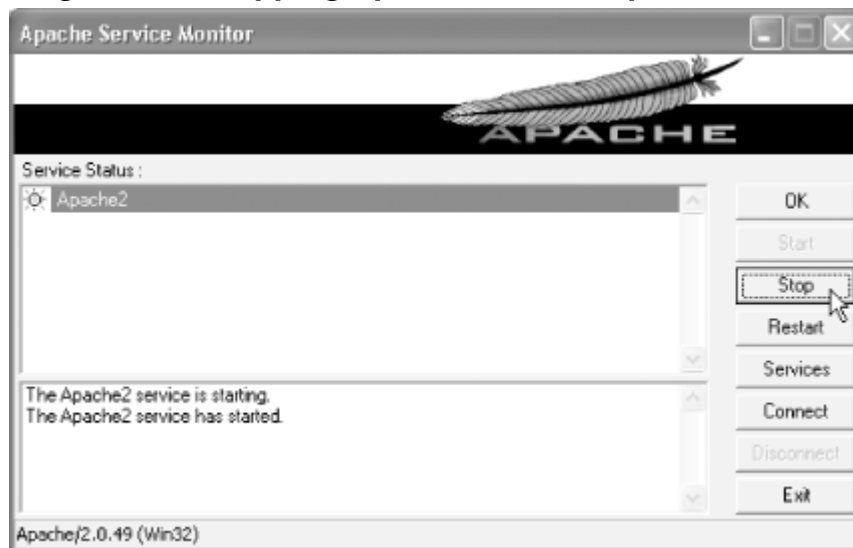 Apache Service Monitor
APACHE
Service Status :
Apache2
OK
Start
Stop
Restart
Services
Connect
Disconnect
Exit
The Apache2 service is starting.
The Apache2 service has started.
Apache/2.0.49 (Win32)